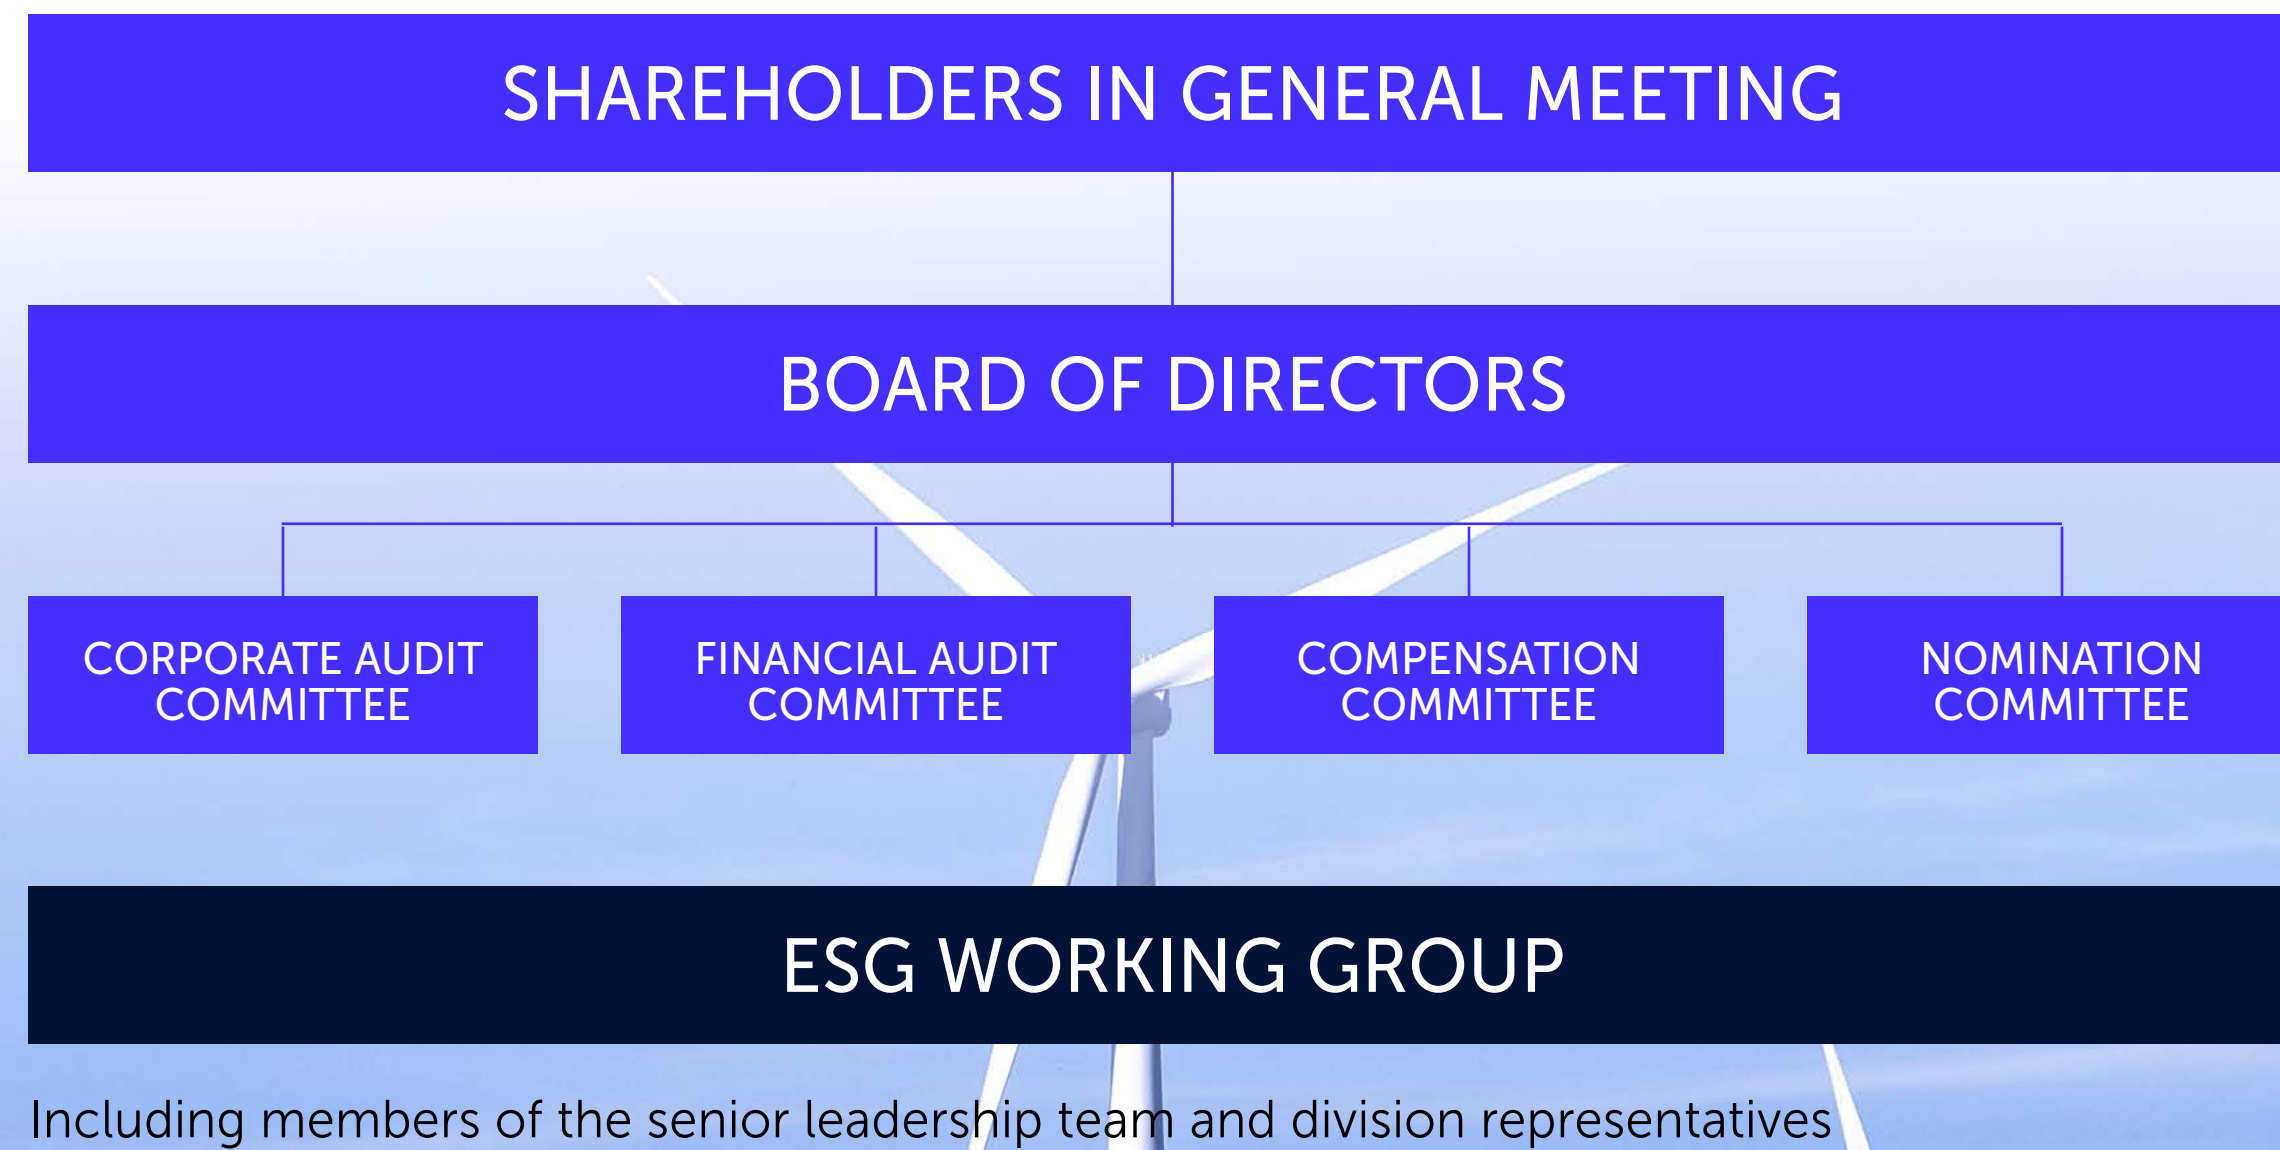 SHAREHOLDERS IN GENERAL MEETING
BOARD OF DIRECTORS
CORPORATE AUDIT
COMMITTEE
FINANCIAL AUDIT
COMMITTEE
COMPENSATION
COMMITTEE
NOMINATION
COMMITTEE
ESG WORKING GROUP
Including members of the senior leadership team and division representatives